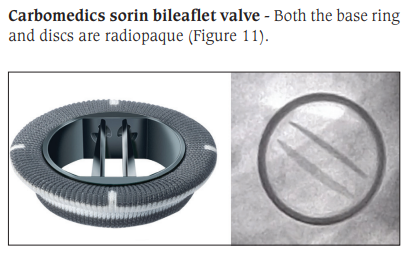 Carbomedics sorin bileaflet valve - Both the base ring
and discs are radiopaque (Figure 11).